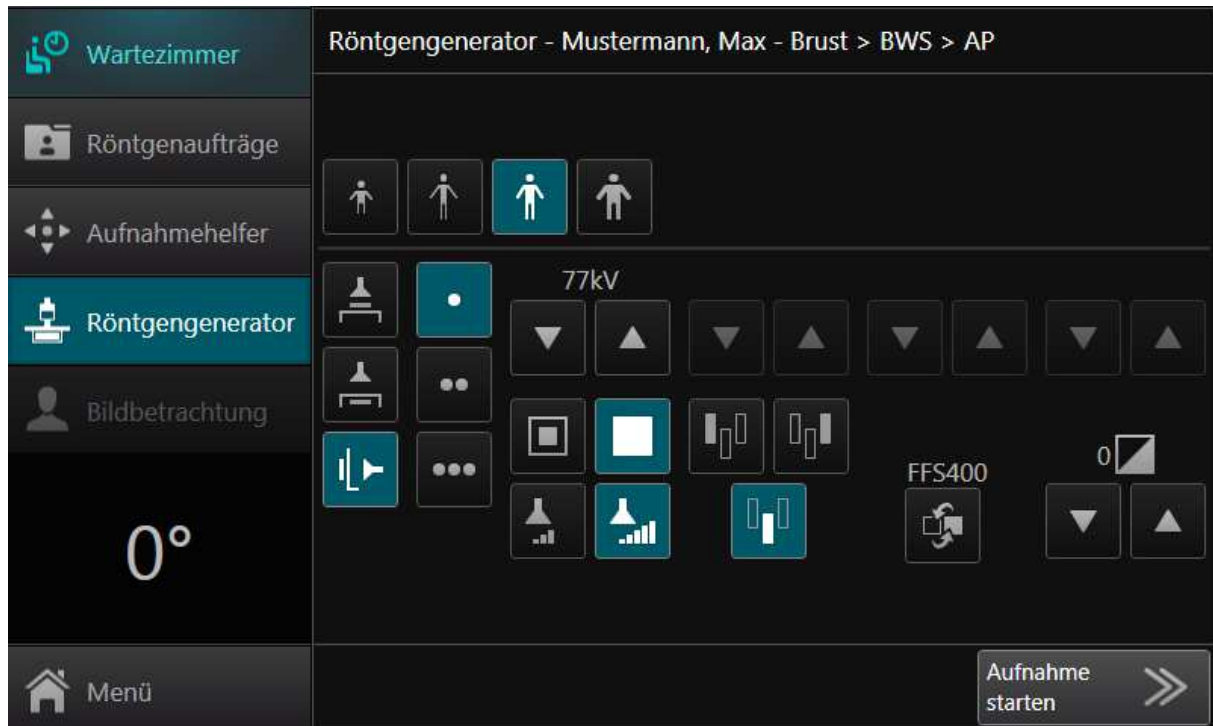 Wartezimmer
Röntgenaufträge
Aufnahmehelfer
Röntgengenerator
Bildbetrachtung
0°
Menü
Röntgengenerator - Mustermann, Max - Brust > BWS > AP
77kV
FFS400
0
Aufnahme
starten